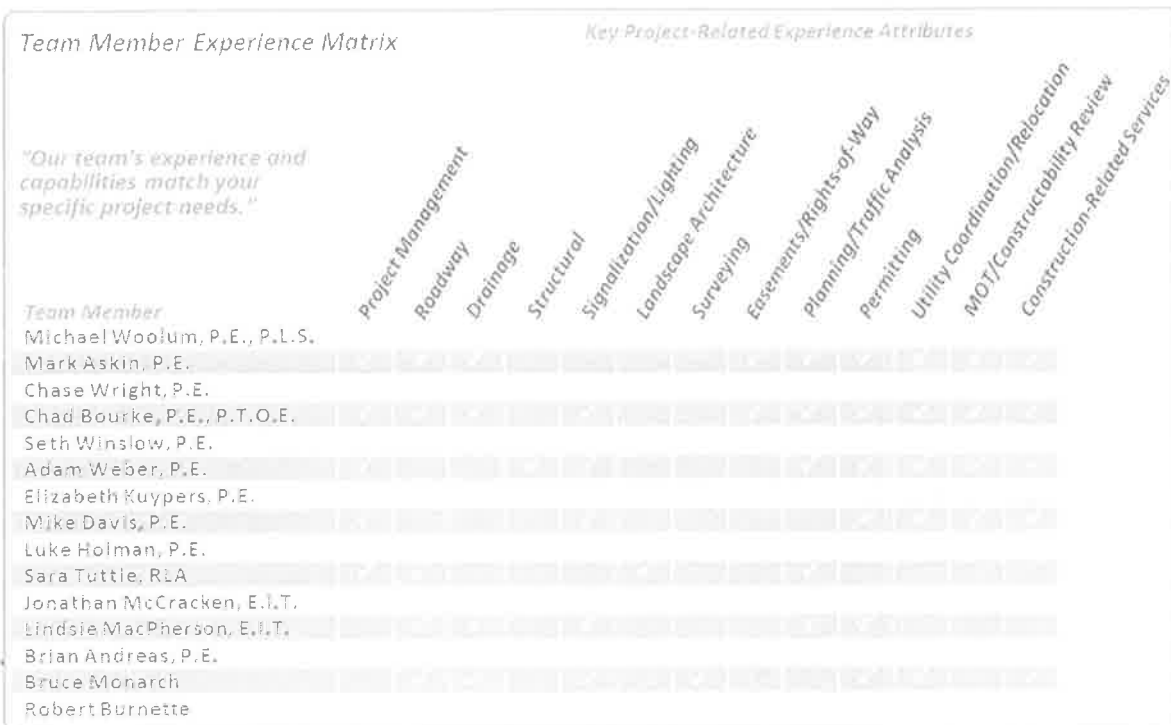 Team Member Experience Matrix
Key Project-Related Experience Attributes
"Our team's experience and
capabilities match your
specific project needs."
Team Member
Project Management
Roadway
Drainage
Structural
Signalization/Lighting
Landscape Architecture
Surveying
Easements/Rights-of-Way
Planning/Traffic Analysis
Permitting
Utility Coordination/Relocation
MOT/Constructability Review
Construction-Related Services
Michael Woolum, P.E., P.L.S.
Mark Askin, P.E.
Chase Wright, P.E.
Chad Bourke, P.E., P.T.O.E.
Seth Winslow, P.E.
Adam Weber, P.E.
Elizabeth Kuypers, P.E.
Mike Davis, P.E.
Luke Holman, P.E.
Sara Tuttle, RLA
Jonathan McCracken, E.I.T.
Lindsie MacPherson, E.I.T.
Brian Andreas, P.E.
Bruce Monarch
Robert Burnette